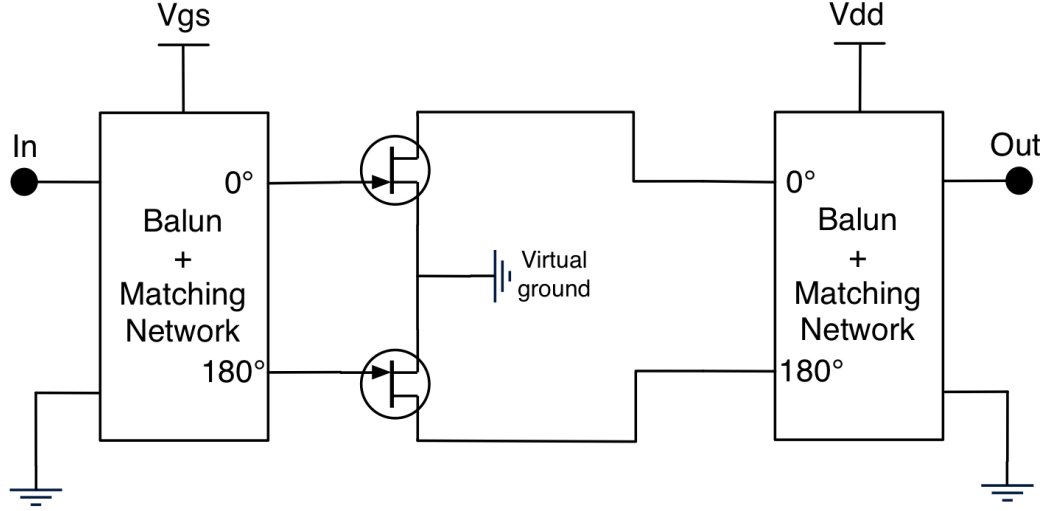 Vgs
Vdd
In
Out
0°
Balun
+
Matching
Network
180°
Virtual
ground
0°
Balun
+
Matching
Network
180°